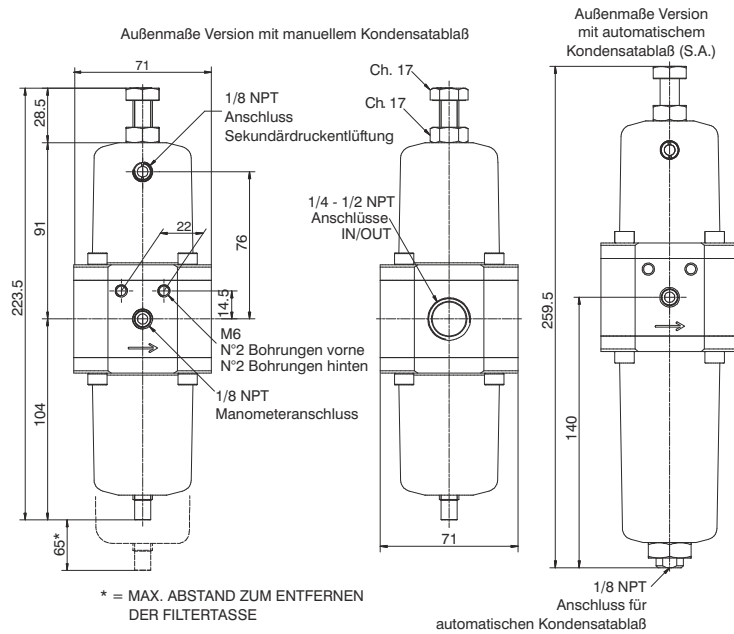 Außenmaße Version mit manuellem Kondensatablaß
71
28.5
91
223.5
104
65*
1/8 NPT
Anschluss
Sekundärdruckentlüftung
22
76
14.5
M6
N°2 Bohrungen vorne
N°2 Bohrungen hinten
1/8 NPT
Manometeranschluss
* = MAX. ABSTAND ZUM ENTFERNEN
DER FILTERTASSE
Ch. 17
Ch. 17
1/4 - 1/2 NPT
Anschlüsse
IN/OUT
71
Außenmaße Version
mit automatischem
Kondensatablaß (S.A.)
259.5
140
1/8 NPT
Anschluss für
automatischen Kondensatablaß